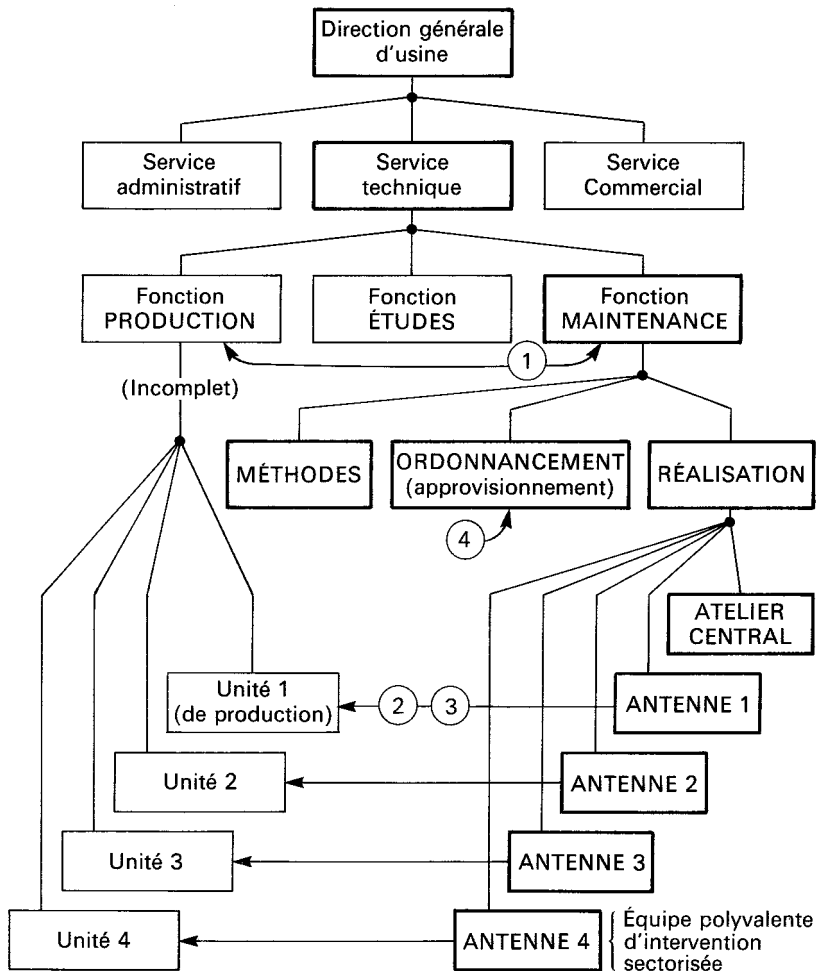 Direction générale
d'usine
Service
administratif
Service
technique
Service
Commercial
Fonction
PRODUCTION
Fonction
ÉTUDES
Fonction
MAINTENANCE
1
(Incomplet)
MÉTHODES
ORDONNANCEMENT
(approvisionnement)
RÉALISATION
4
ATELIER
CENTRAL
Unité 1
(de production)
2
3
ANTENNE 1
Unité 2
ANTENNE 2
Unité 3
ANTENNE 3
Unité 4
ANTENNE 4
Équipe polyvalente
d'intervention
sectorisée